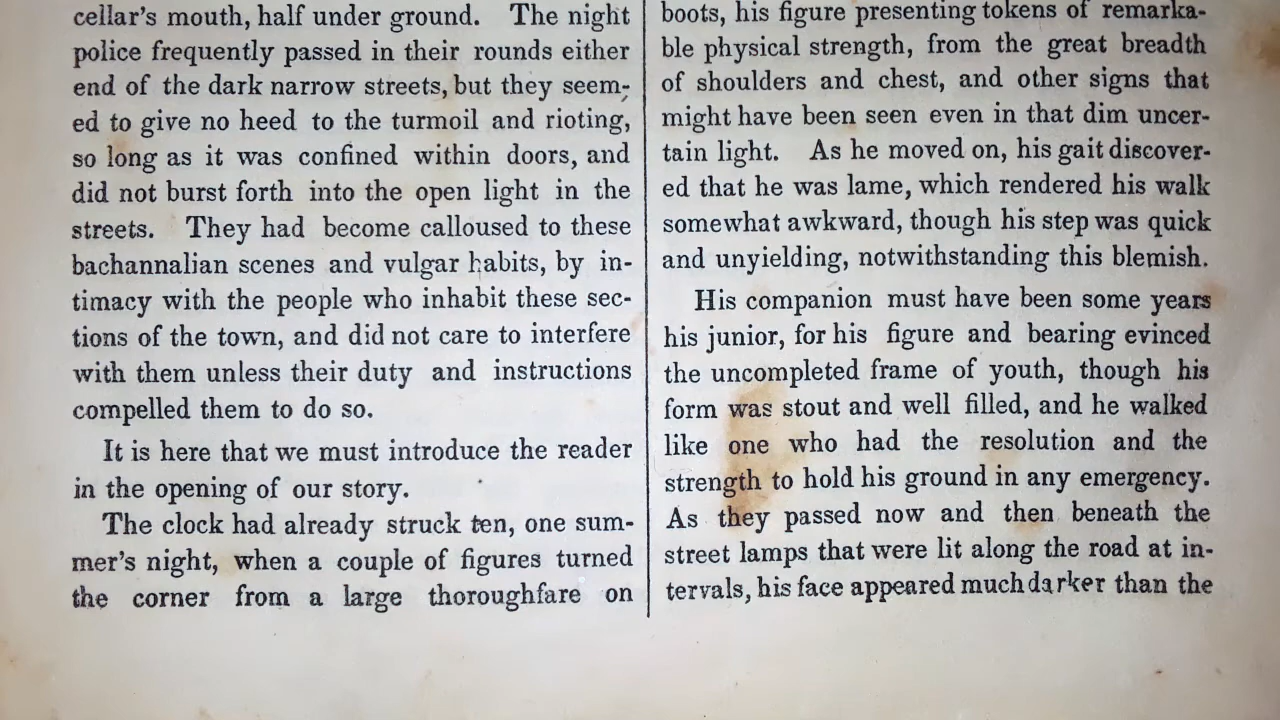 cellar's mouth, half under ground. The night
police frequently passed in their rounds either
end of the dark narrow streets, but they seem-
ed to give no heed to the turmoil and rioting,
so long as it was confined within doors, and
did not burst forth into the open light in the
streets. They had become calloused to these
bachannalian scenes and vulgar habits, by in-
timacy with the people who inhabit these sec-
tions of the town, and did not care to interfere
with them unless their duty and instructions
compelled them to do so.
It is here that we must introduce the reader
in the opening of our story.
The clock had already struck ten, one sum-
mer's night, when a couple of figures turned
the corner from a large thoroughfare on
boots, his figure presenting tokens of remarka-
ble physical strength, from the great breadth
of shoulders and chest, and other signs that
might have been seen even in that dim uncer-
tain light. As he moved on, his gait discover-
ed that he was lame, which rendered his walk
somewhat awkward, though his step was quick
and unyielding, notwithstanding this blemish.
His companion must have been some years
his junior, for his figure and bearing evinced
the uncompleted frame of youth, though his
form was stout and well filled, and he walked
like one who had the resolution and the
strength to hold his ground in any emergency.
As they passed now and then beneath the
street lamps that were lit along the road at in-
tervals, his face appeared much darker than the